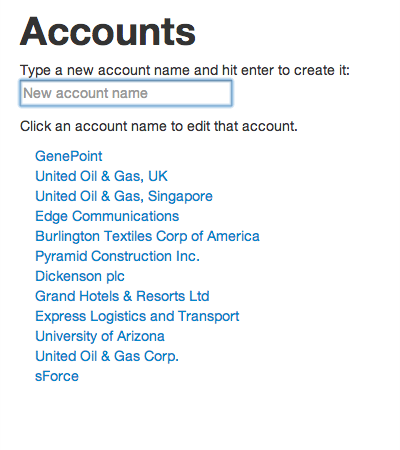 Accounts
Type a new account name and hit enter to create it:
New account name
Click an account name to edit that account.
GenePoint
United Oil & Gas, UK
United Oil & Gas, Singapore
Edge Communications
Burlington Textiles Corp of America
Pyramid Construction Inc.
Dickenson plc
Grand Hotels & Resorts Ltd
Express Logistics and Transport
University of Arizona
United Oil & Gas Corp.
sForce